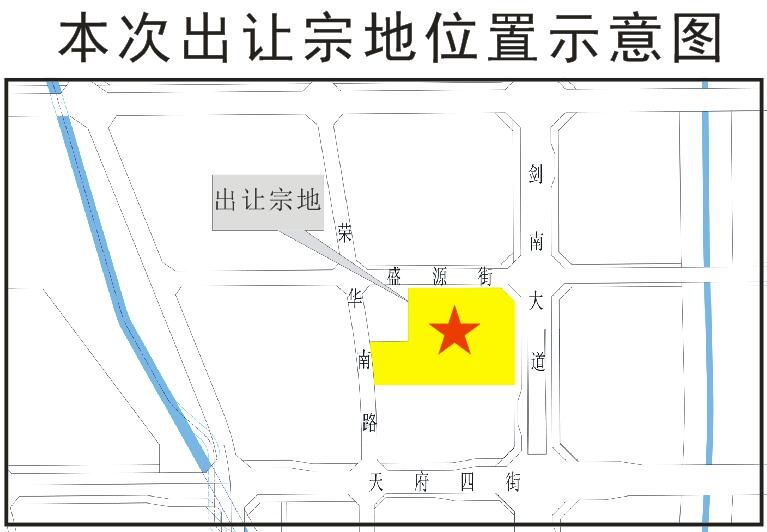 本次出让宗地位置示意图
出让宗地
剑南大道
荣华南路
盛源街
天府四街